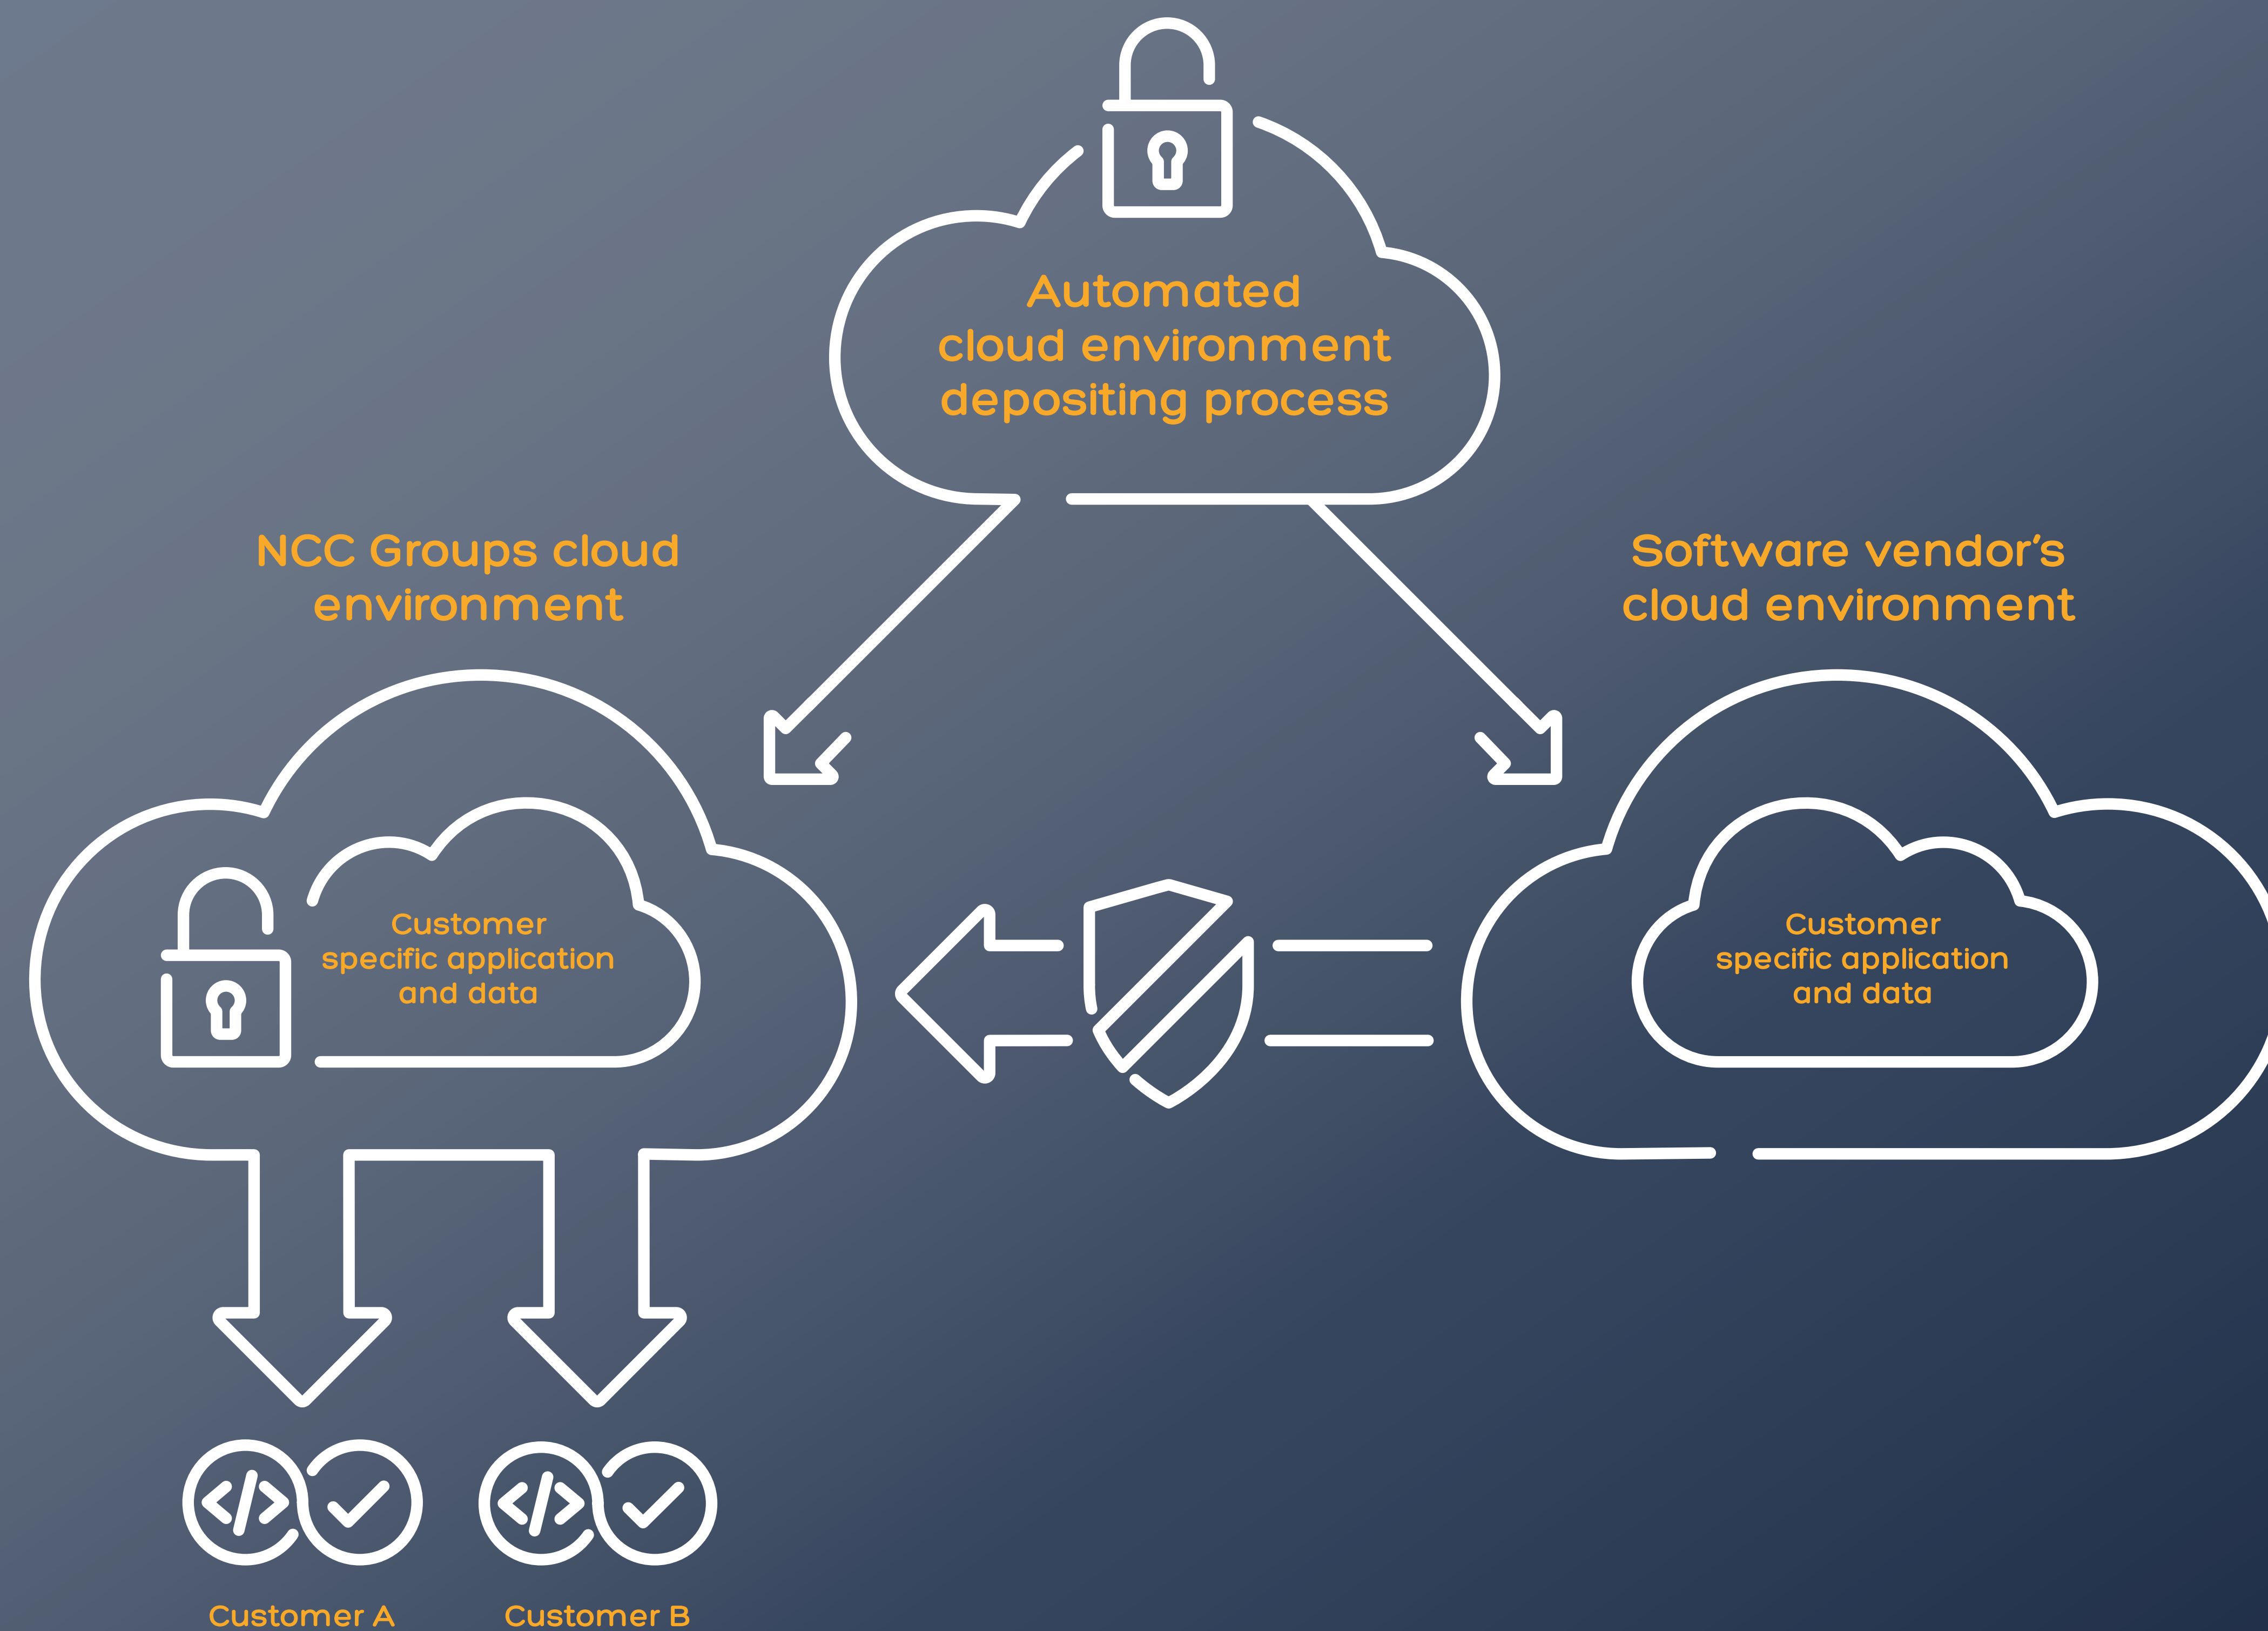 Automated
cloud environment
depositing process
NCC Groups cloud
environment
Software vendor's
cloud environment
Customer
specific application
and data
Customer
specific application
and data
Customer A
Customer B